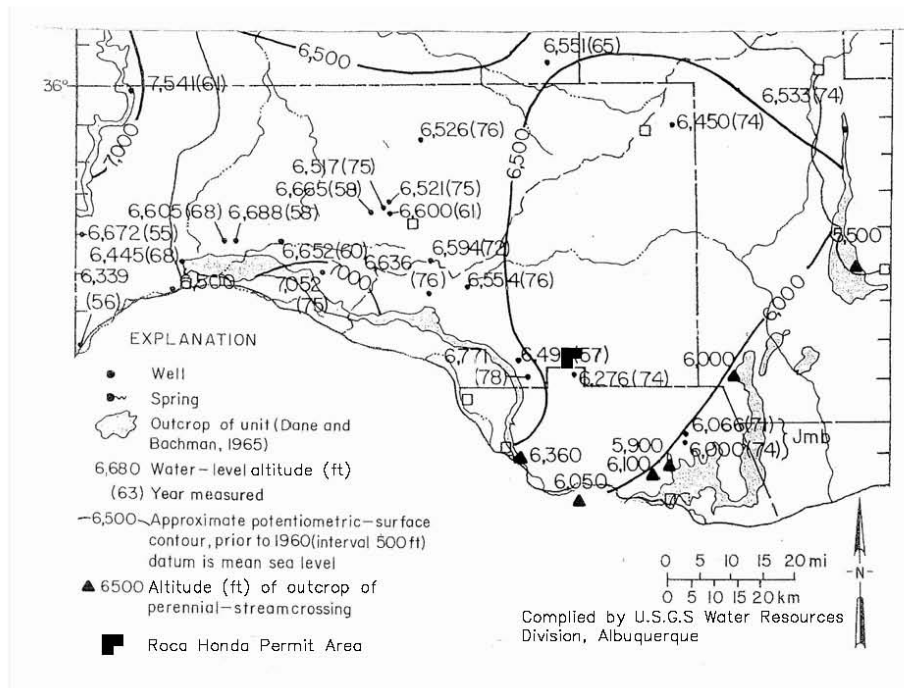 6,551(65)
6,500
36°
7,541(61)
6,533(74)
7,000
6,526(76)
6,450(74)
6,500
6,517(75)
6,665(58)
6,521(75)
6,605(68)
6,688(58)
6,600(61)
6,672(55)
6,594(72)
5,500
6,445(68)
6,652(60)
6,636
6,339
6,500
7,052
7,000
(76)
6,554(76)
(56)
(75)
6,000
EXPLANATION
6,771
(57)
6,000
Well
(78)
6,276(74)
Spring
Outcrop of unit (Dane and
Bachman, 1965)
6,066(71)
5,900
6,000(74)
Jmb
6,360
6,100
6,680 Water-level altitude (ft)
6,050
(63) Year measured
6,500 Approximate potentiometric-surface
contour, prior to 1960(interval 500ft)
datum is mean sea level
0 5 10 15 20 mi
N
6500 Altitude (ft) of outcrop of
perennial-streamcrossing
0 5 10 15 20 km
Complied by U.S.G.S Water Resources
Division, Albuquerque
Roca Honda Permit Area